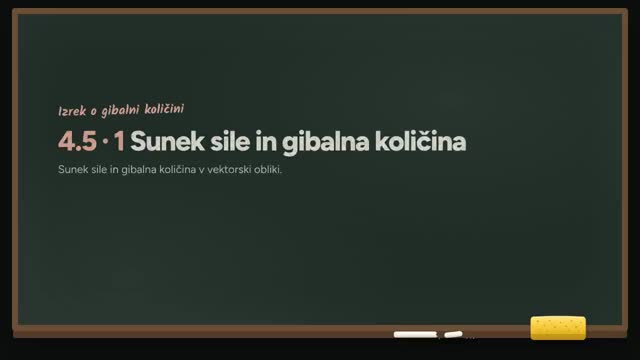 Izrek o gibalni količini
4.5 · 1 Sunek sile in gibalna količina
Sunek sile in gibalna količina v vektorski obliki.